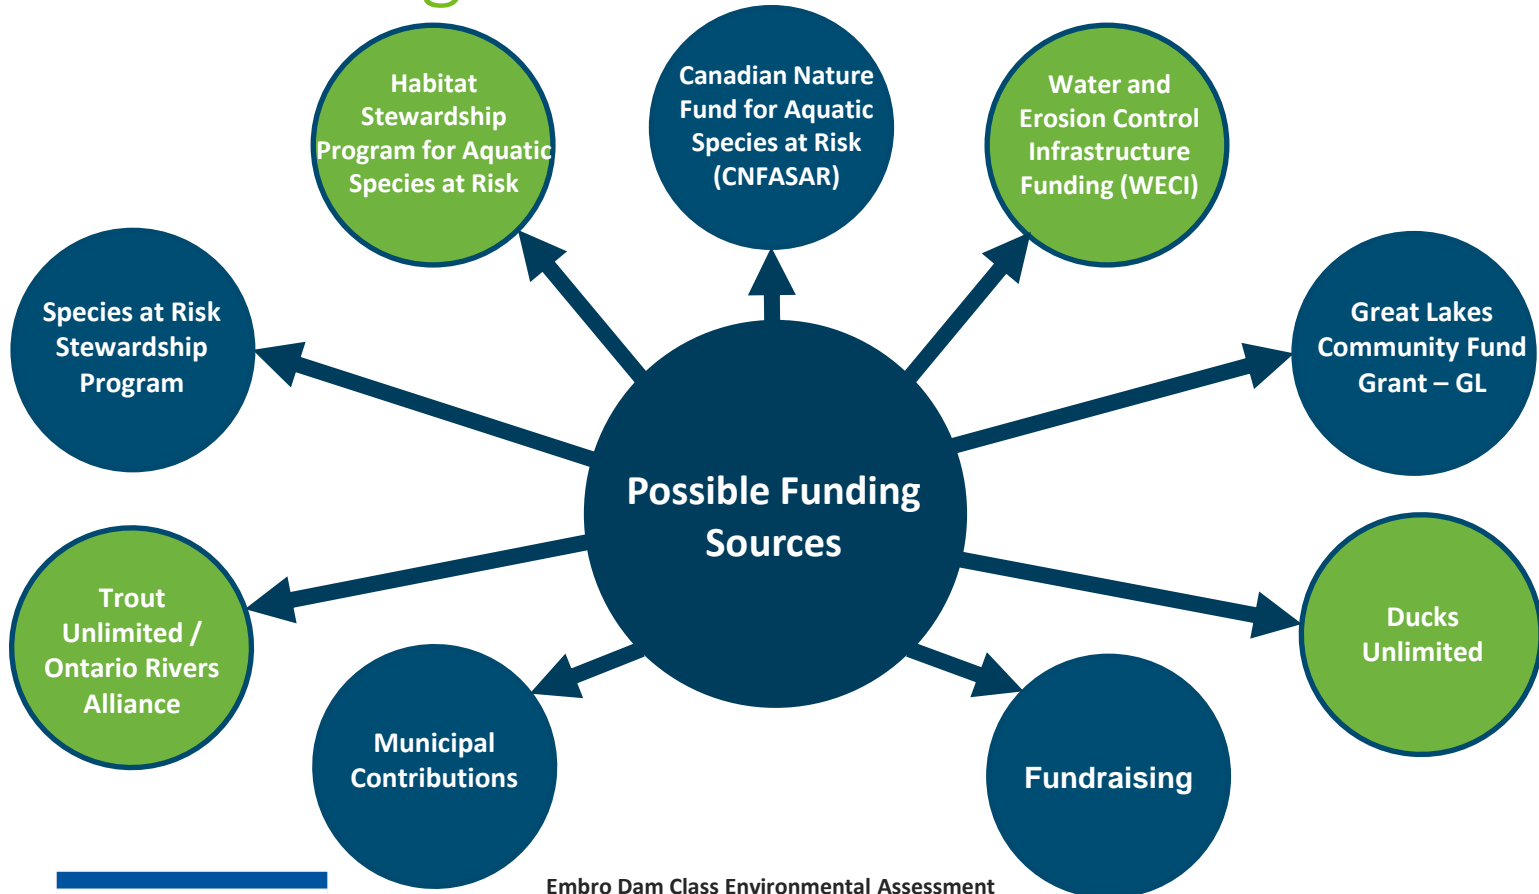 Habitat
Stewardship
Program for Aquatic
Species at Risk
Canadian Nature
Fund for Aquatic
Species at Risk
(CNFASAR)
Water and
Erosion Control
Infrastructure
Funding (WECI)
Species at Risk
Stewardship
Program
Great Lakes
Community Fund
Grant – GL
Possible Funding
Sources
Trout
Unlimited /
Ontario Rivers
Alliance
Ducks
Unlimited
Municipal
Contributions
Fundraising
Embro Dam Class Environmental Assessment